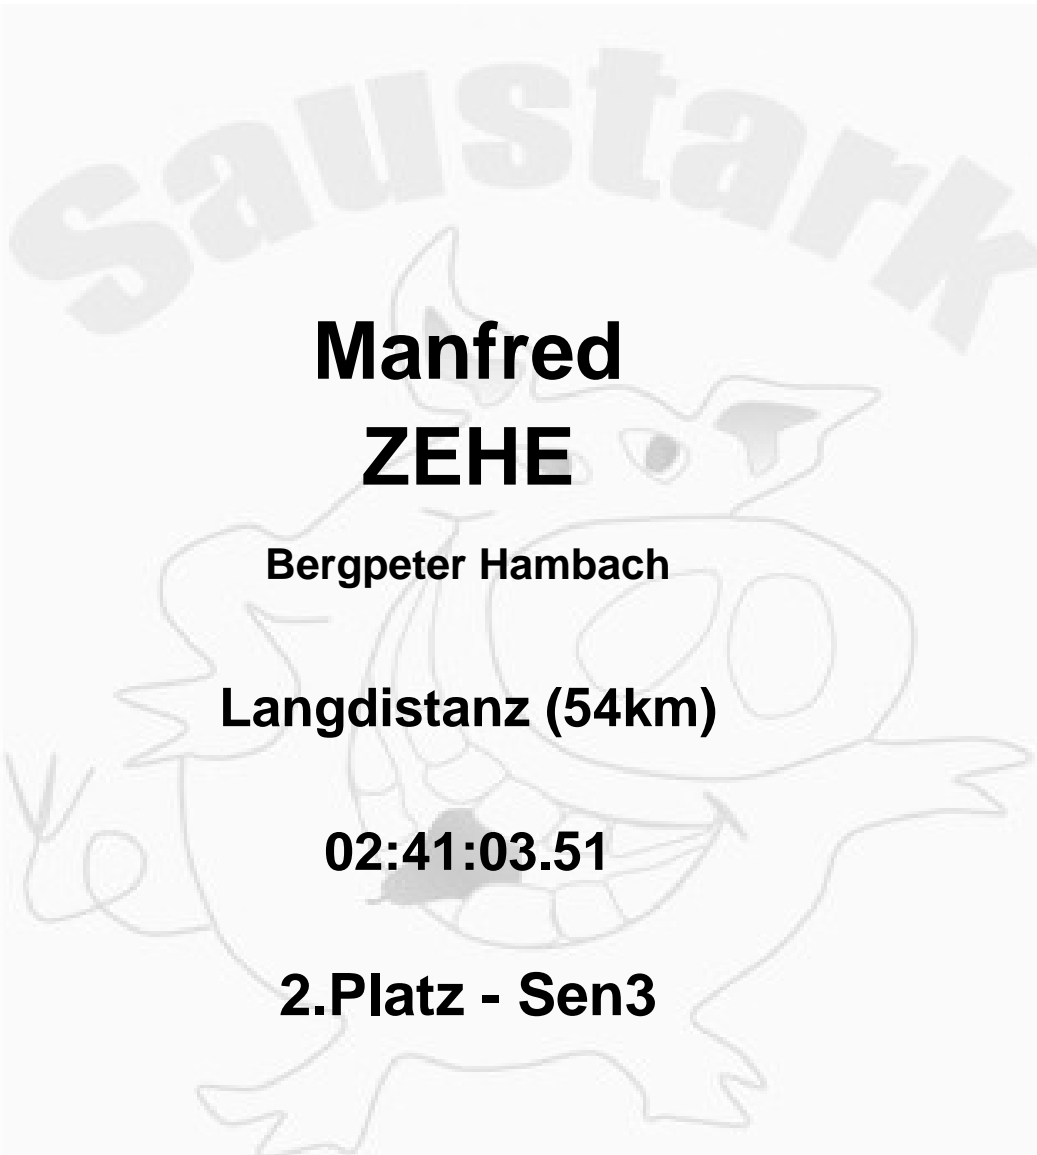 Saustark
Manfred
ZEHE
Bergpeter Hambach
Langdistanz (54km)
02:41:03.51
2.Platz - Sen3